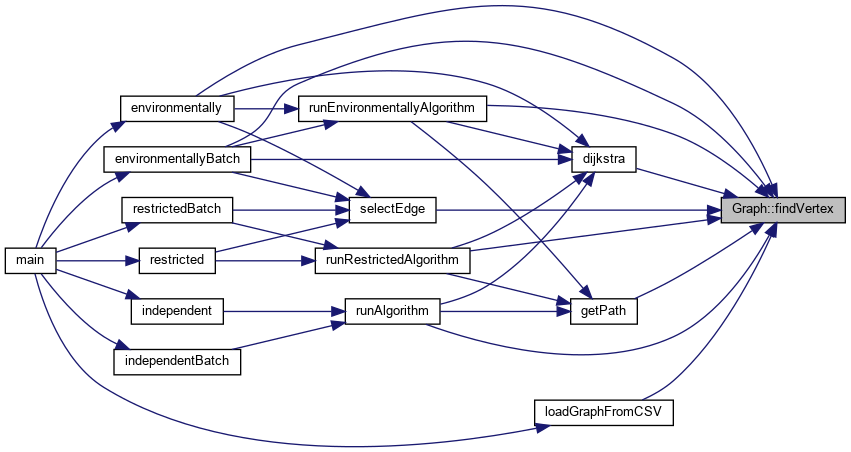 main
environmentally
environmentallyBatch
restrictedBatch
restricted
independent
independentBatch
runEnvironmentallyAlgorithm
selectEdge
runRestrictedAlgorithm
runAlgorithm
dijkstra
getPath
loadGraphFromCSV
Graph::findVertex